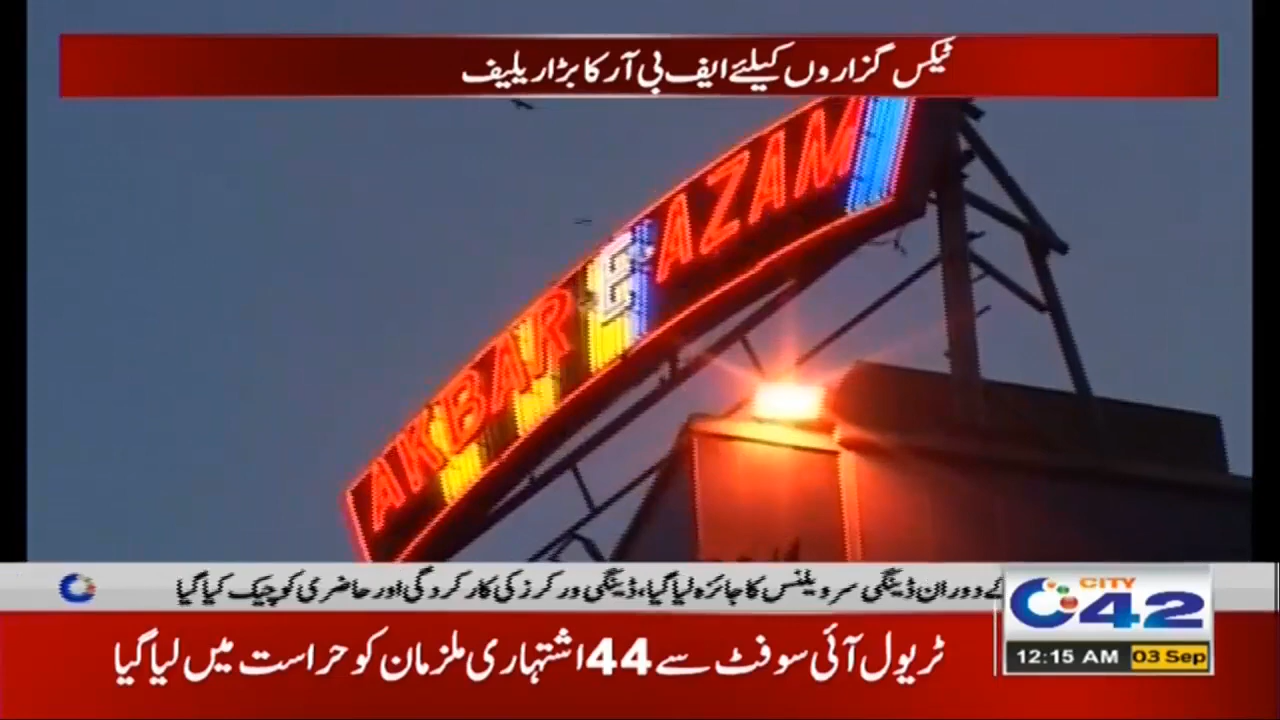 ٹیکس گزاروں کیلئے ایف بی آر کا بڑا ریلیف
AKBAR E AZAM
کے دوران ڈینگی سرویلنس کا جائزہ لیا گیا، ڈینگی ورکرز کی کارکردگی اور حاضری کو چیک کیا گیا
CITY
42
12:15 AM 03 Sep
ٹریول آئی سوفٹ سے 44 اشتہاری ملزمان کو حراست میں لیا گیا